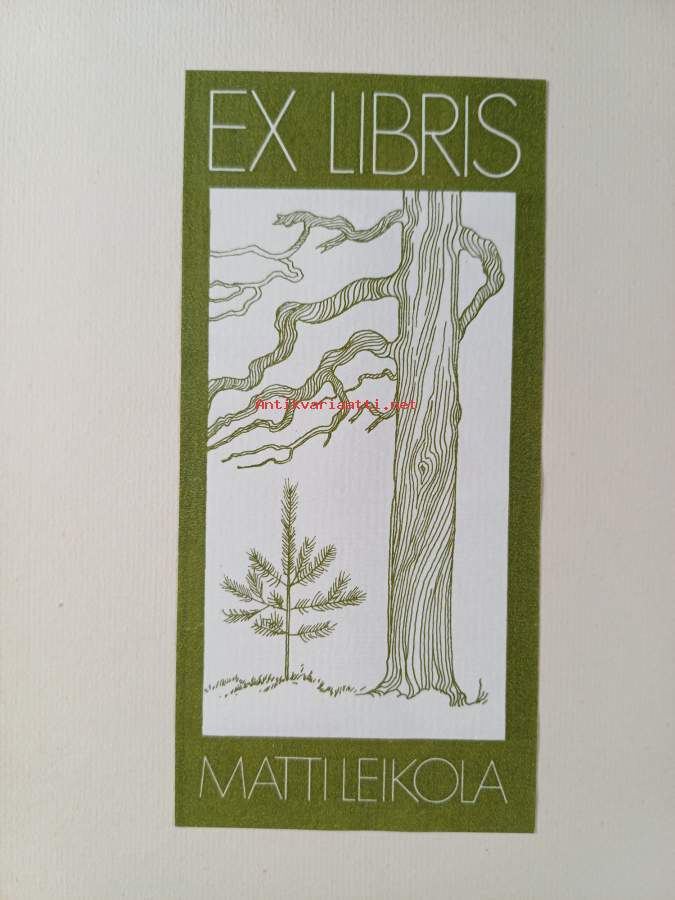 EX LIBRIS
Antikvariaatti.net
MATTI LEIKOLA